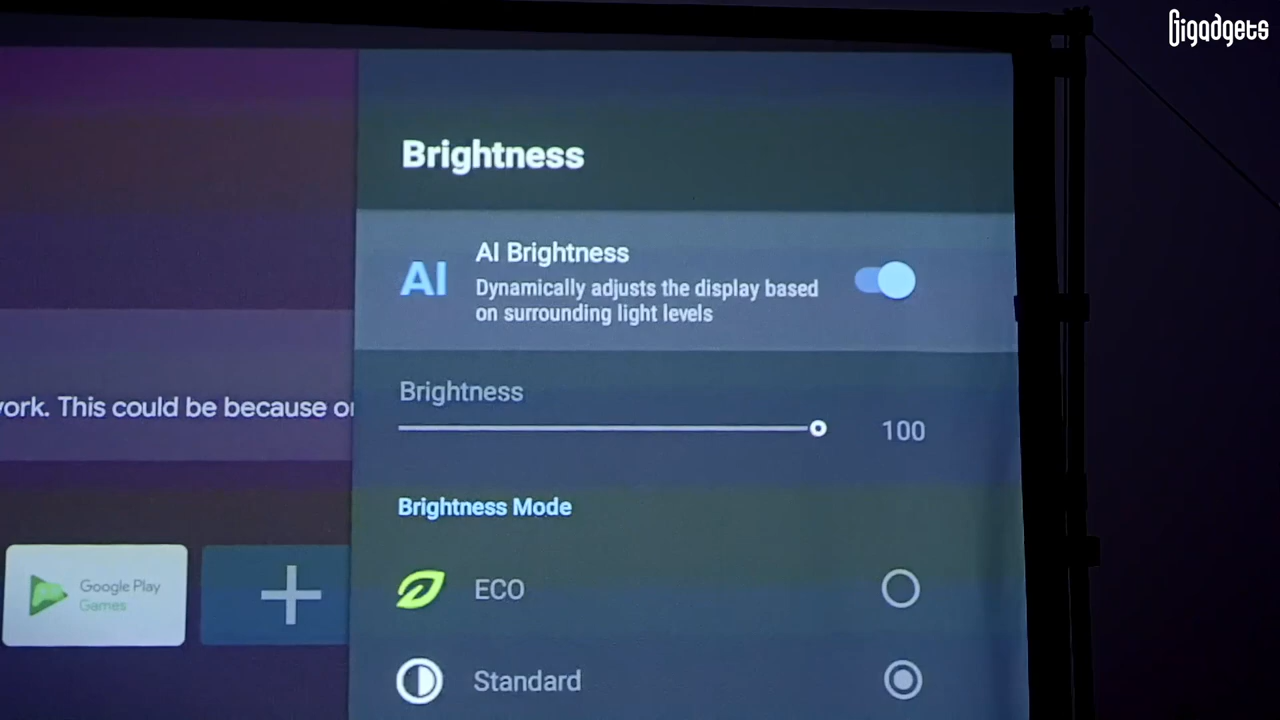 Gigadgets
Brightness
AI
AI Brightness
Dynamically adjusts the display based
on surrounding light levels
Brightness
100
work. This could be because or
Brightness Mode
Google Play
Games
ECO
Standard